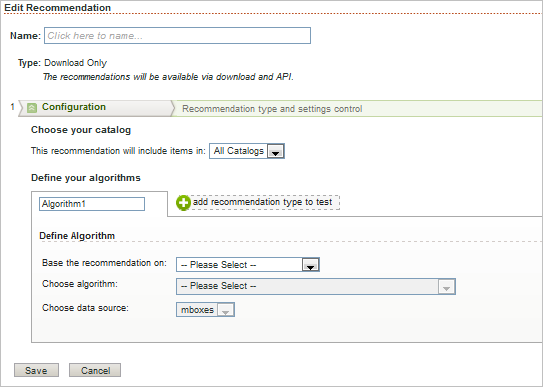 Edit Recommendation
Name: Click here to name...
Type: Download Only
The recommendations will be available via download and API.
1 Configuration Recommendation type and settings control
Choose your catalog
This recommendation will include items in: All Catalogs
Define your algorithms
Algorithm1 add recommendation type to test
Define Algorithm
Base the recommendation on: -- Please Select --
Choose algorithm: -- Please Select --
Choose data source: mboxes
Save Cancel